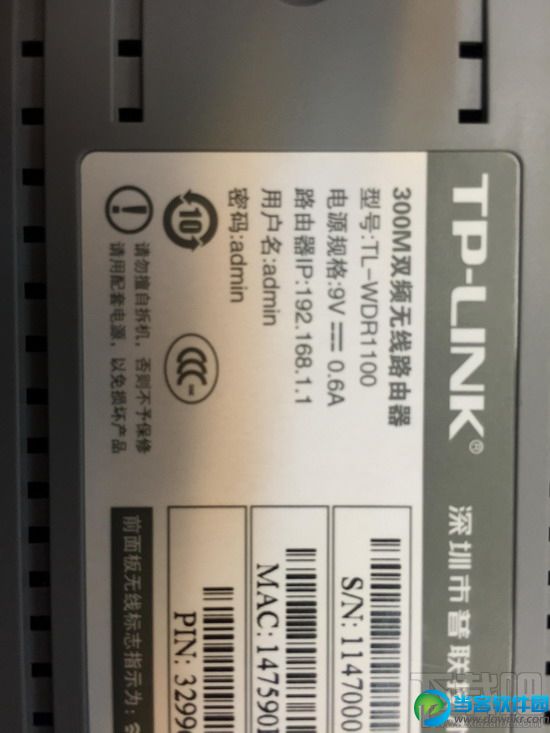 TP-LINK®
深圳市普联
300M双频无线路由器
型号:TL-WDR1100
电源规格:9V⎓0.6A
路由器IP:192.168.1.1
用户名:admin
密码:admin
10
CCC
请勿擅自拆机，否则不予保修
请用配套电源，以免损坏产品
S/N: 1147000
MAC: 147590
PIN: 3299
前面板无线标志指示为:
当客软件园